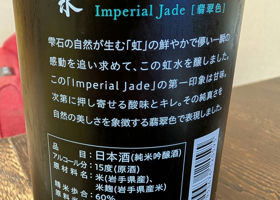 水
Imperial Jade [翡翠色]
雫石の自然が生む「虹」の鮮やかで儚い一瞬の
感動を追い求めて、この虹水を醸しました。
この「Imperial Jade」の第一印象は甘味。
次第に押し寄せる酸味とキレ。その純真さを
自然の美しさを象徴する翡翠色で表現しました。
品目:日本酒(純米吟醸酒)
アルコール分:15度(原酒)
原材料:米(岩手県産)、
米麹(岩手県産米)
精米歩合:60%